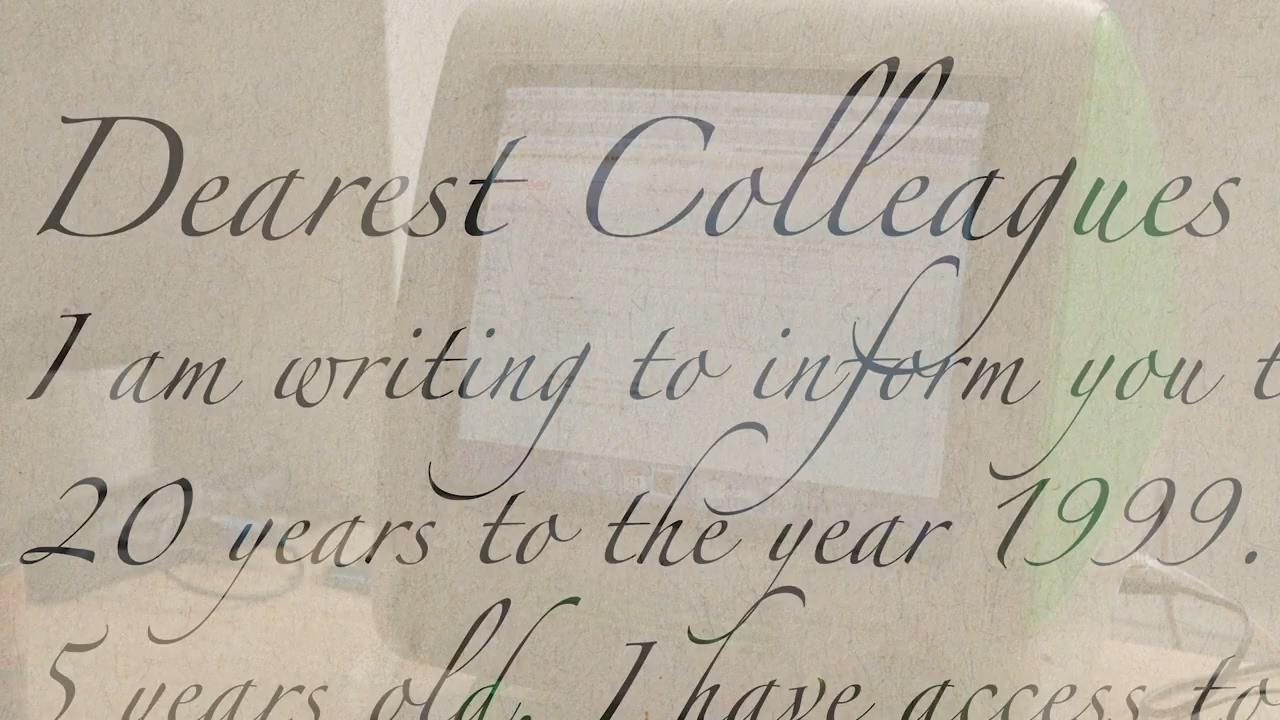 Dearest Colleagues
I am writing to inform you t
20 years to the year 1999.
5 years old. I have access to